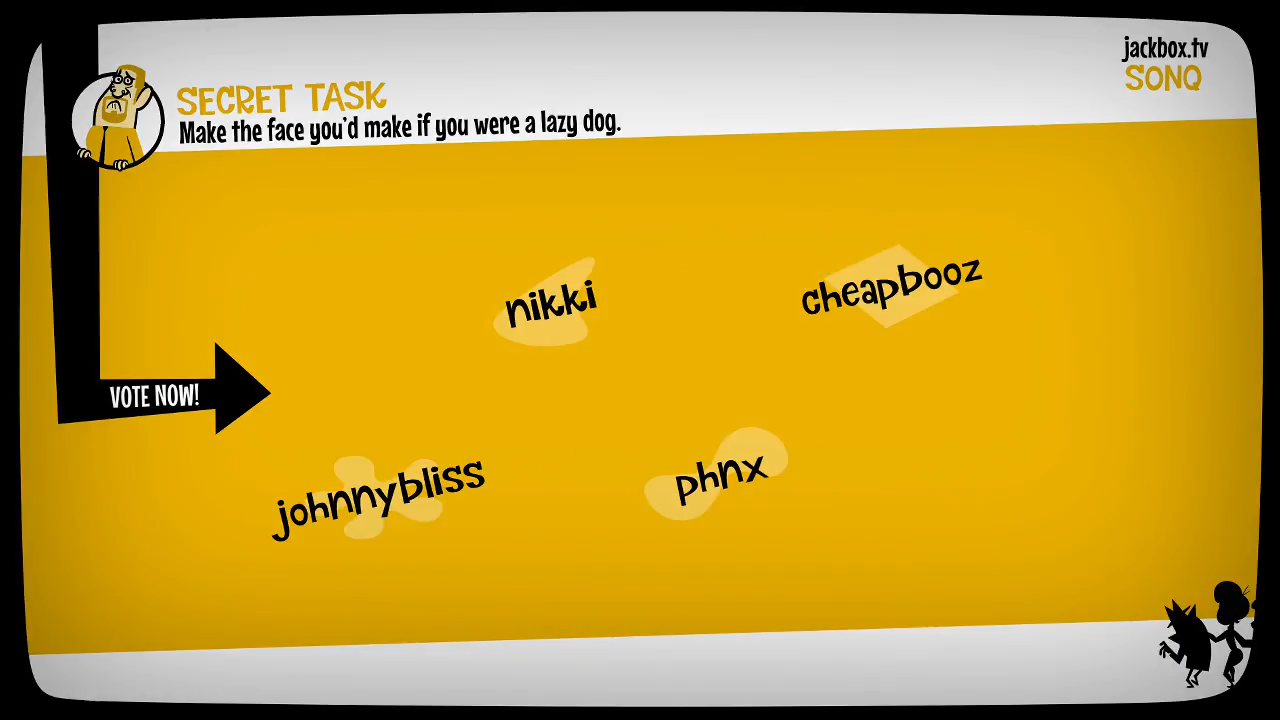 jackbox.tv
SONQ
SECRET TASK
Make the face you'd make if you were a lazy dog.
nikki
cheapbooz
VOTE NOW!
johnnybliss
phnx